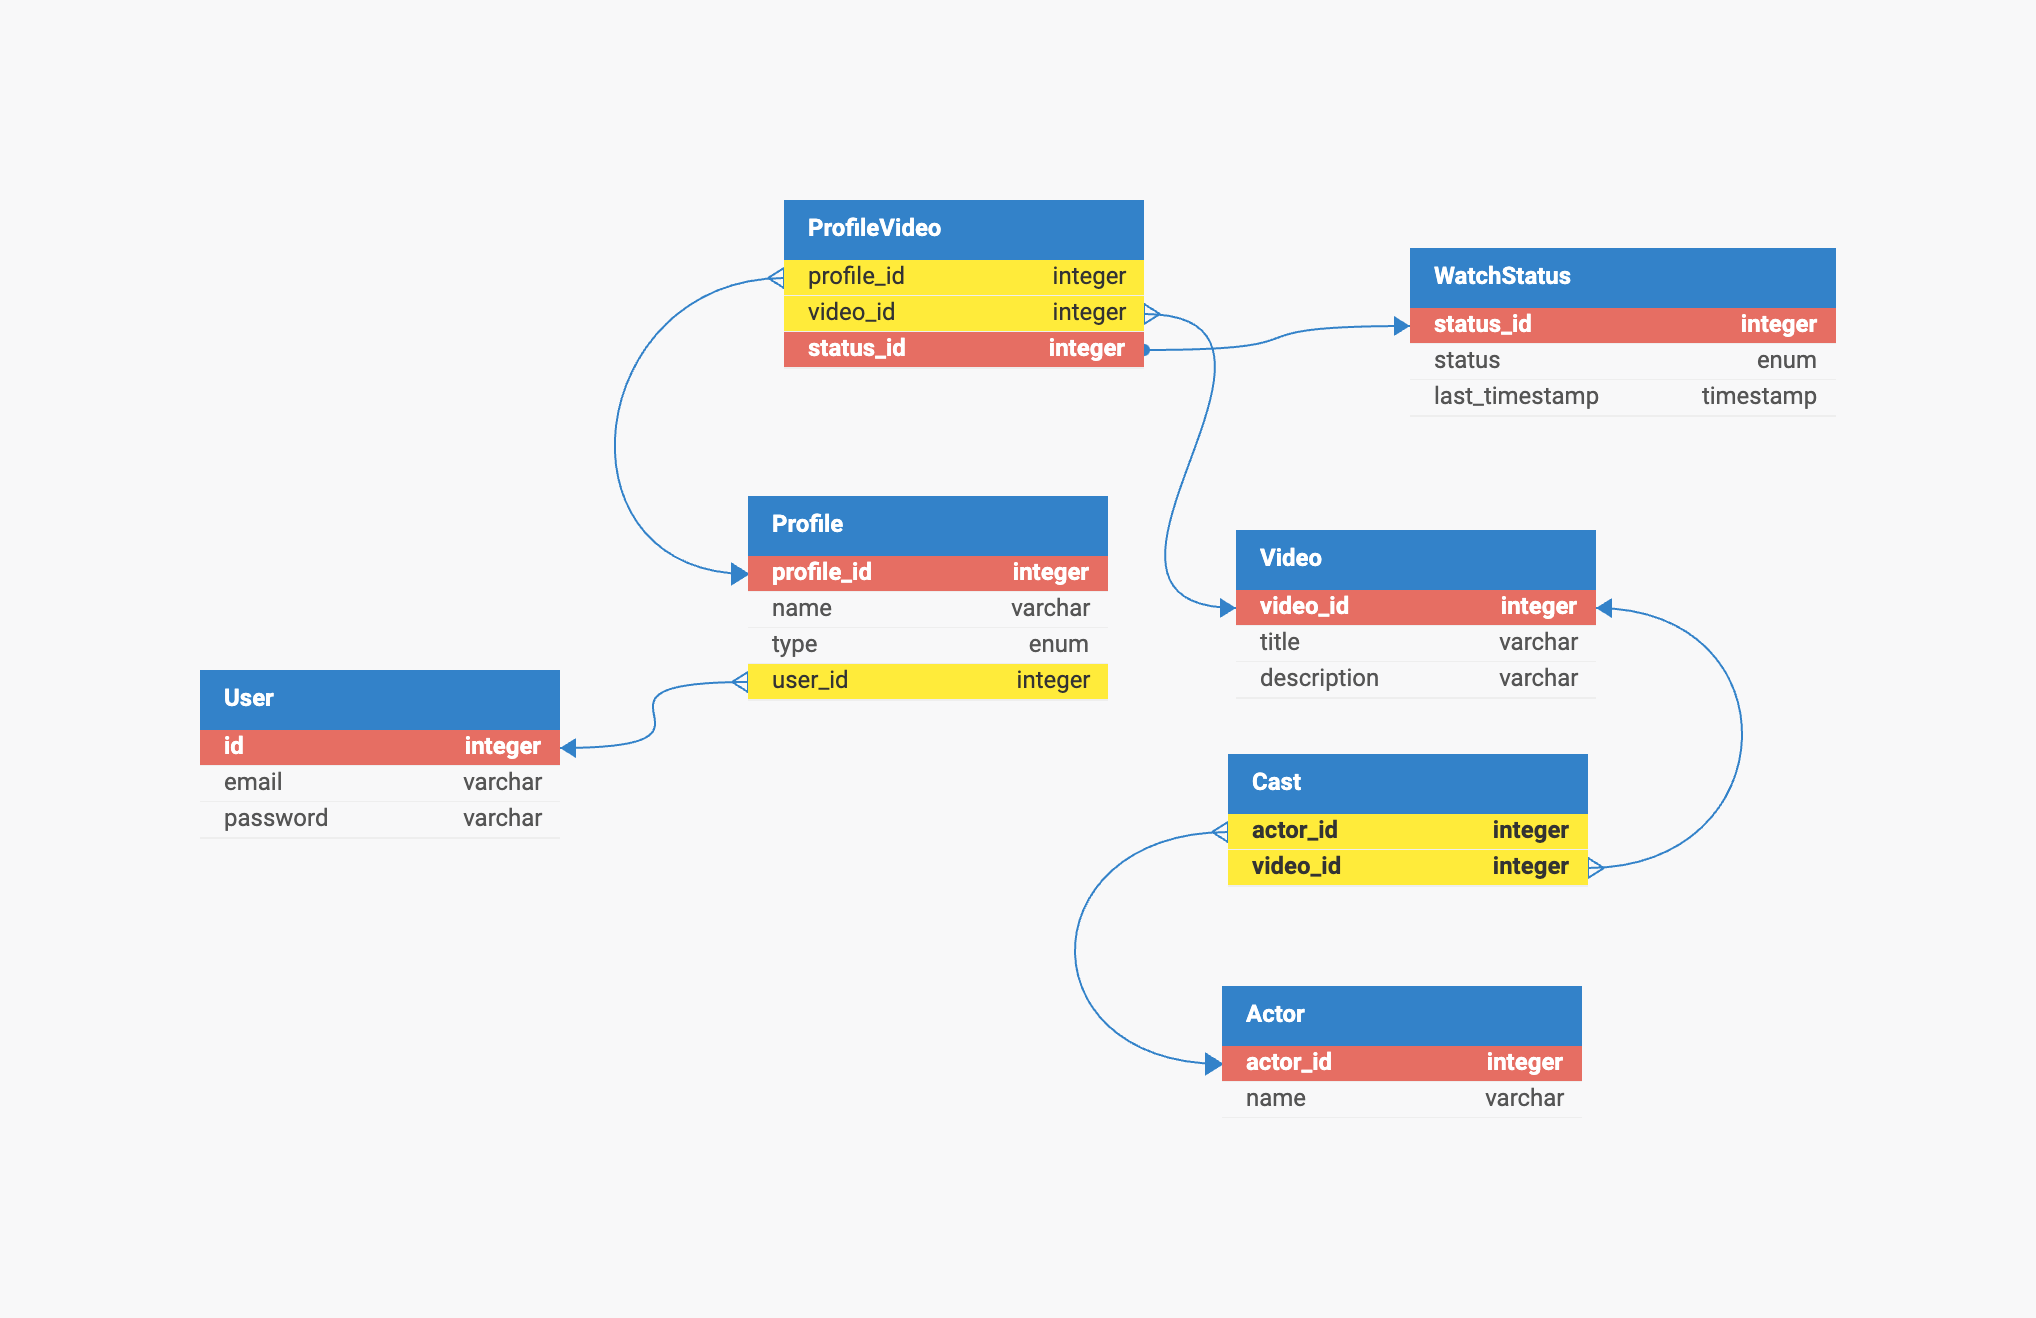 ProfileVideo
profile_id integer
video_id integer
status_id integer
WatchStatus
status_id integer
status enum
last_timestamp timestamp
Profile
profile_id integer
name varchar
type enum
user_id integer
Video
video_id integer
title varchar
description varchar
User
id integer
email varchar
password varchar
Cast
actor_id integer
video_id integer
Actor
actor_id integer
name varchar